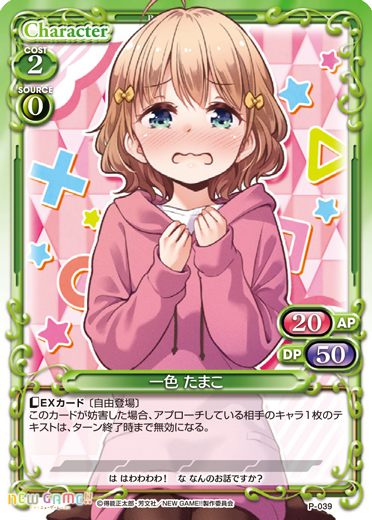 Character
COST
2
SOURCE
0
20 AP
DP 50
一色 たまこ
EXカード〔自由登場〕
このカードが妨害した場合、アプローチしている相手のキャラ1枚のテ
キストは、ターン終了時まで無効になる。
は はわわわわ！ な なんのお話ですか？
NEW GAME!!
©得能正太郎・芳文社／NEW GAME!!製作委員会
P-039